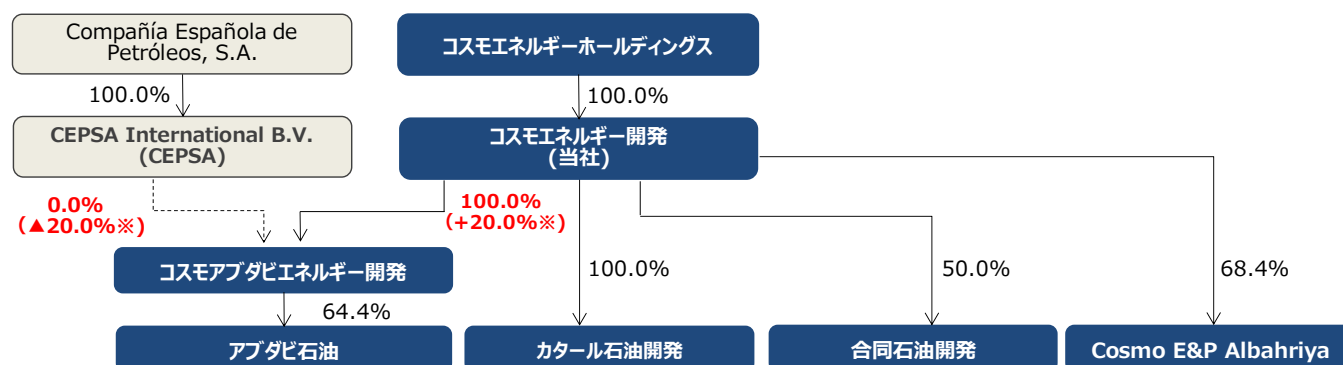 Compañía Española de
Petróleos, S.A.
コスモエネルギーホールディングス
100.0%
100.0%
CEPSA International B.V.
(CEPSA)
コスモエネルギー開発
(当社)
0.0%
(▲20.0%※)
100.0%
(+20.0%※)
コスモアブダビエネルギー開発
100.0%
50.0%
68.4%
64.4%
アブダビ石油
カタール石油開発
合同石油開発
Cosmo E&P Albahriya